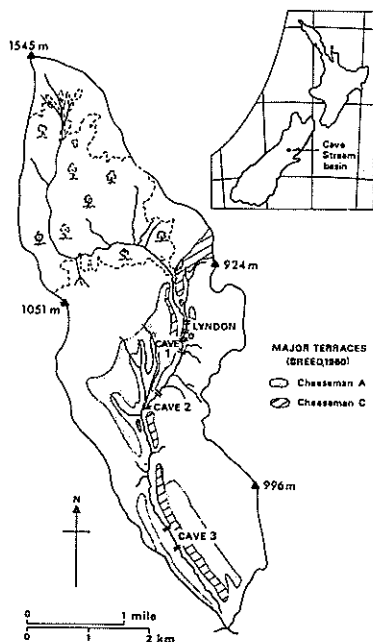 1545 m
Cave
Stream
basin
924 m
1051 m
LYNDON
CAVE
1
MAJOR TERRACES
(BREED,1960)
Cheeseman A
Cheeseman C
CAVE 2
996 m
N
CAVE 3
0 1 mile
0 1 2 km